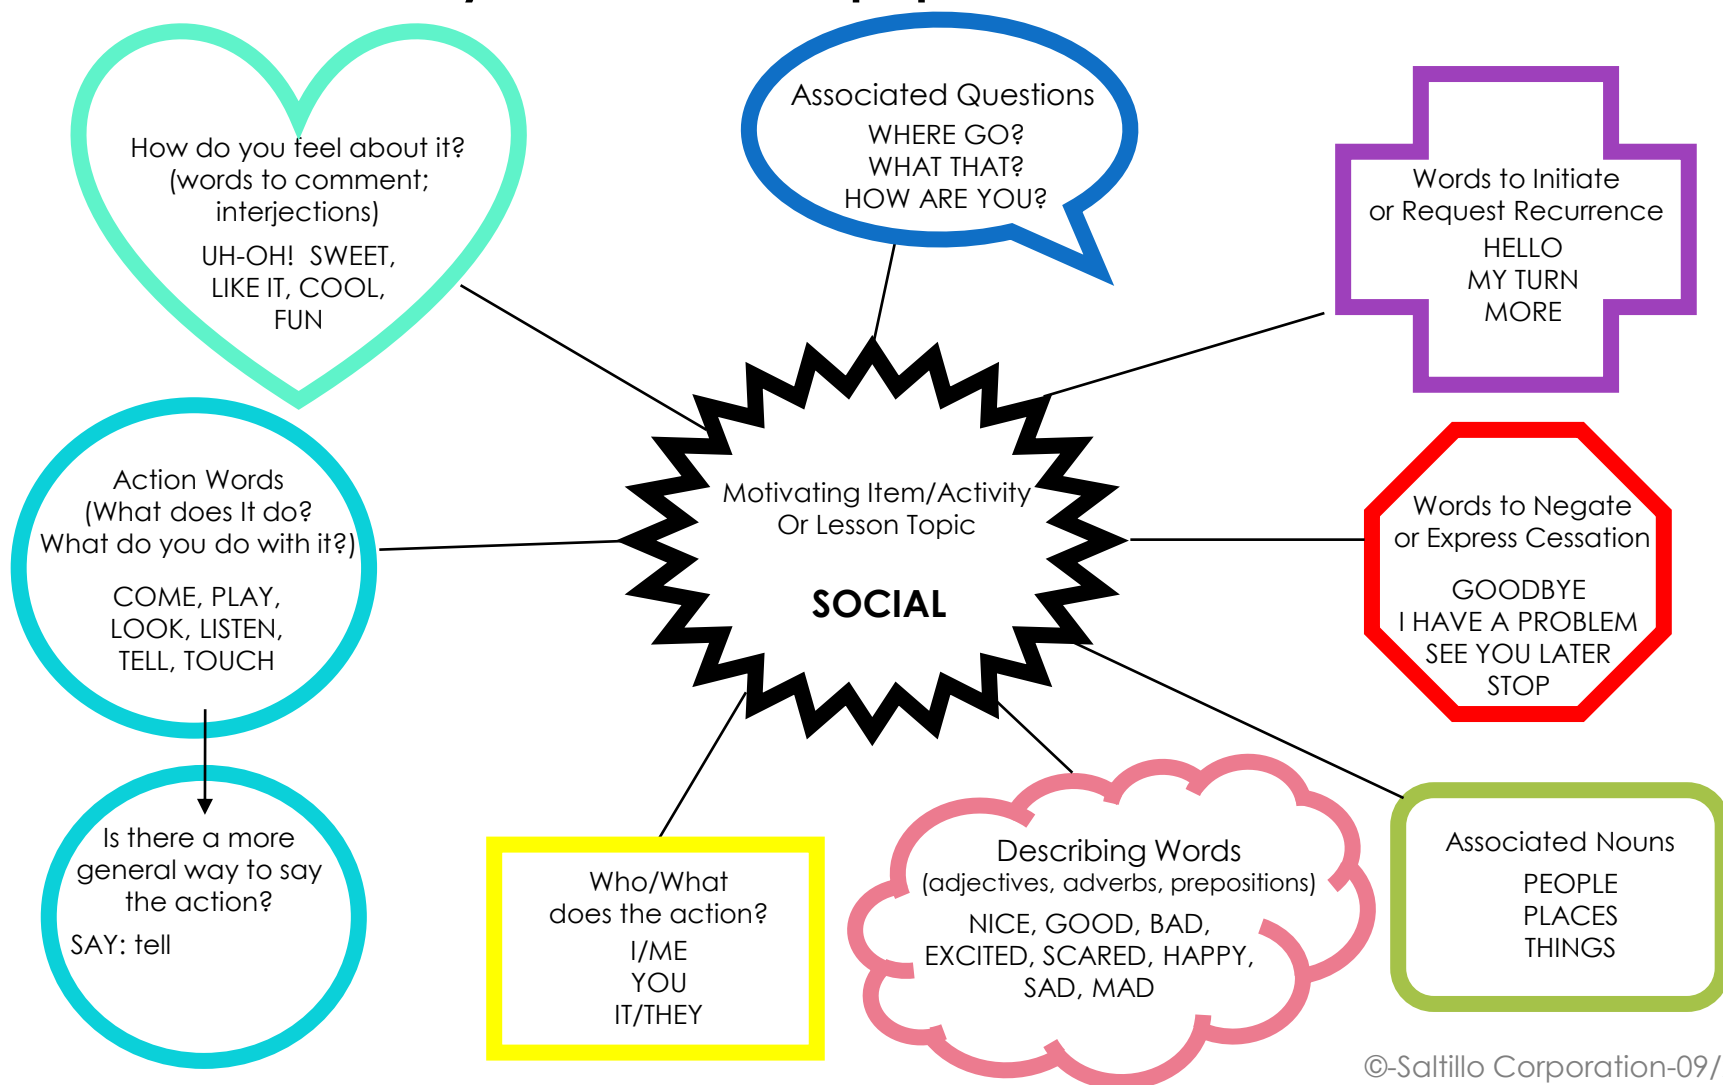 How do you feel about it?
(words to comment;
interjections)
UH-OH!  SWEET,
LIKE IT, COOL,
FUN
Associated Questions
WHERE GO?
WHAT THAT?
HOW ARE YOU?
Words to Initiate
or Request Recurrence
HELLO
MY TURN
MORE
Action Words
(What does It do?
What do you do with it?)
COME, PLAY,
LOOK, LISTEN,
TELL, TOUCH
Motivating Item/Activity
Or Lesson Topic
SOCIAL
Words to Negate
or Express Cessation
GOODBYE
I HAVE A PROBLEM
SEE YOU LATER
STOP
Is there a more
general way to say
the action?
SAY: tell
Who/What
does the action?
I/ME
YOU
IT/THEY
Describing Words
(adjectives, adverbs, prepositions)
NICE, GOOD, BAD,
EXCITED, SCARED, HAPPY,
SAD, MAD
Associated Nouns
PEOPLE
PLACES
THINGS
©-Saltillo Corporation-09/